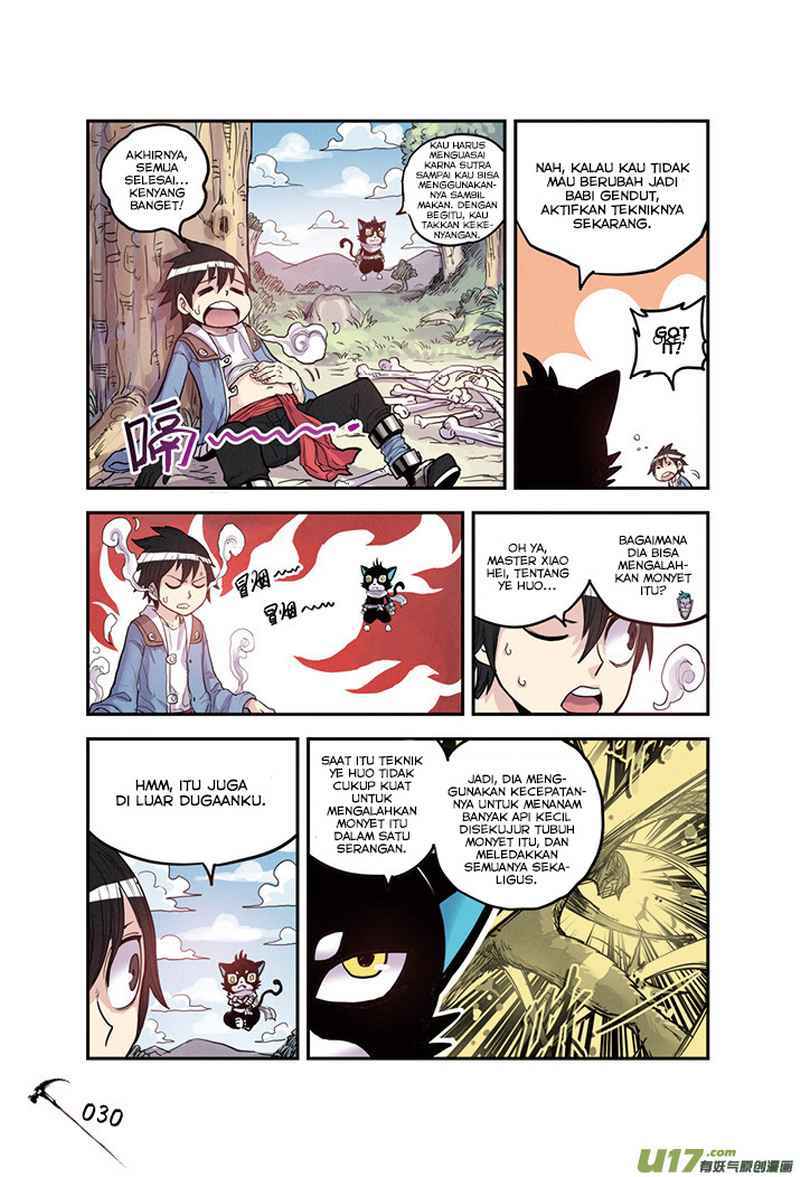 AKHIRNYA,
SEMUA
SELESAI...
KENYANG
BANGET!
KAU HARUS
MENGUASAI
KARNA SUTRA
SAMPAI KAU BISA
MENGGUNAKAN-
NYA SAMBIL
MAKAN. DENGAN
BEGITU, KAU
TAKKAN KEKE-
NYANGAN.
嗝
NAH, KALAU KAU TIDAK
MAU BERUBAH JADI
BABI GENDUT,
AKTIFKAN TEKNIKNYA
SEKARANG.
GOT
IT!
冒烟
冒烟
OH YA,
MASTER XIAO
HEI, TENTANG
YE HUO...
BAGAIMANA
DIA BISA
MENGALAH-
KAN MONYET
ITU?
HMM, ITU JUGA
DI LUAR DUGAANKU.
SAAT ITU TEKNIK
YE HUO TIDAK
CUKUP KUAT
UNTUK
MENGALAHKAN
MONYET ITU
DALAM SATU
SERANGAN.
JADI, DIA MENG-
GUNAKAN KECEPATAN-
NYA UNTUK MENANAM
BANYAK API KECIL
DISEKUJUR TUBUH
MONYET ITU, DAN
MELEDAKKAN
SEMUANYA SEKA-
LIGUS.
030
U17.com
有妖气原创漫画